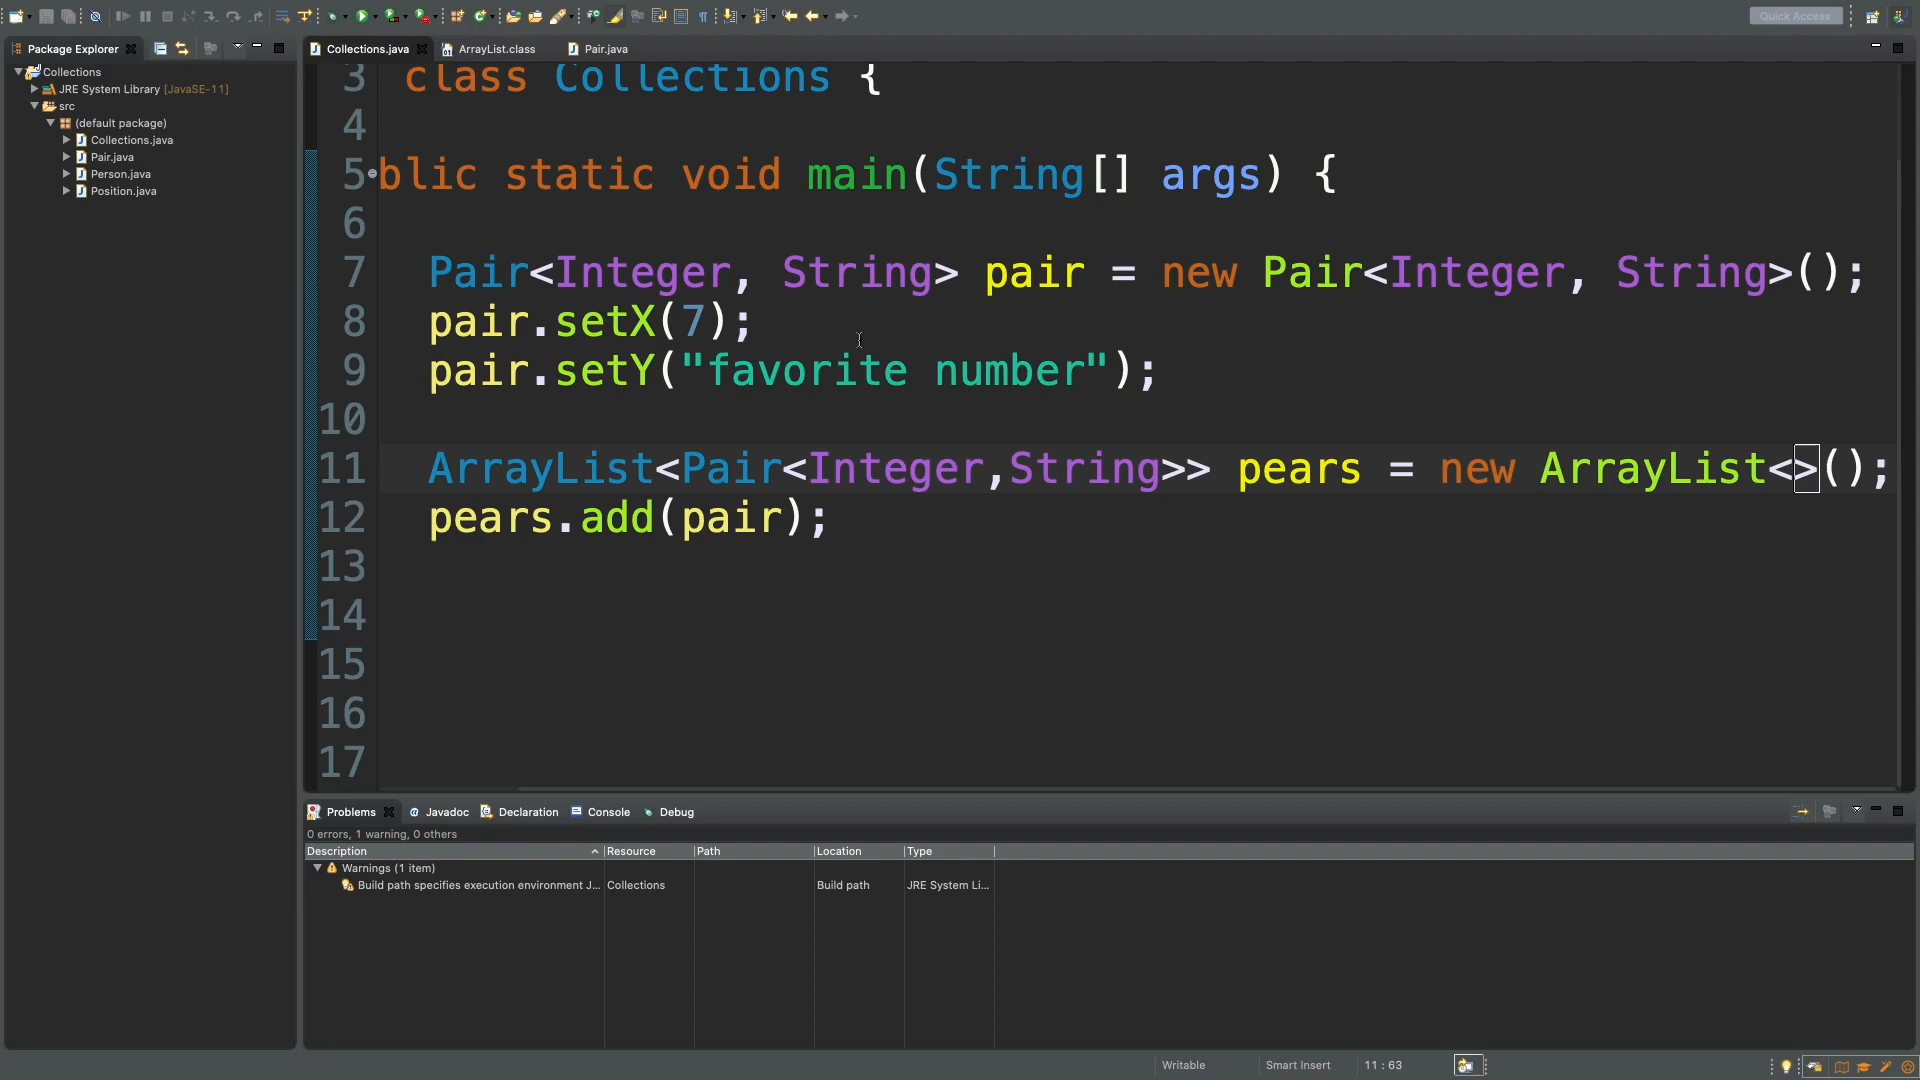 Quick Access
Package Explorer
Collections
JRE System Library [JavaSE-11]
src
(default package)
Collections.java
Pair.java
Person.java
Position.java
Collections.java
ArrayList.class
Pair.java
3 class Collections {
4
5 blic static void main(String[] args) {
6
7 Pair<Integer, String> pair = new Pair<Integer, String>();
8 pair.setX(7);
9 pair.setY("favorite number");
10
11 ArrayList<Pair<Integer,String>> pears = new ArrayList<>();
12 pears.add(pair);
13
14
15
16
17
Problems
Javadoc
Declaration
Console
Debug
0 errors, 1 warning, 0 others
Description Resource Path Location Type
Warnings (1 item)
Build path specifies execution environment J... Collections Build path JRE System Li...
Writable Smart Insert 11 : 63